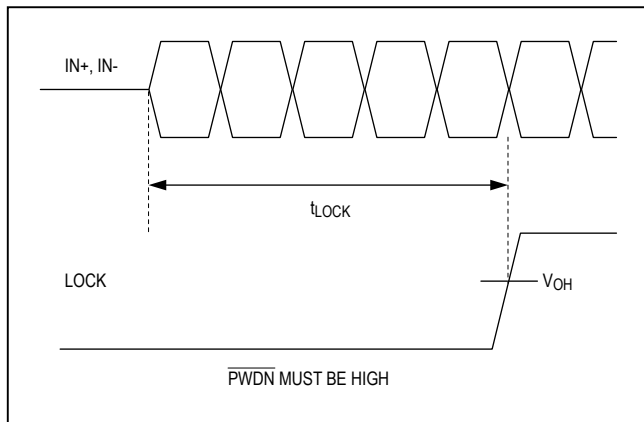 IN+, IN-
tLOCK
LOCK
VOH
PWDN MUST BE HIGH